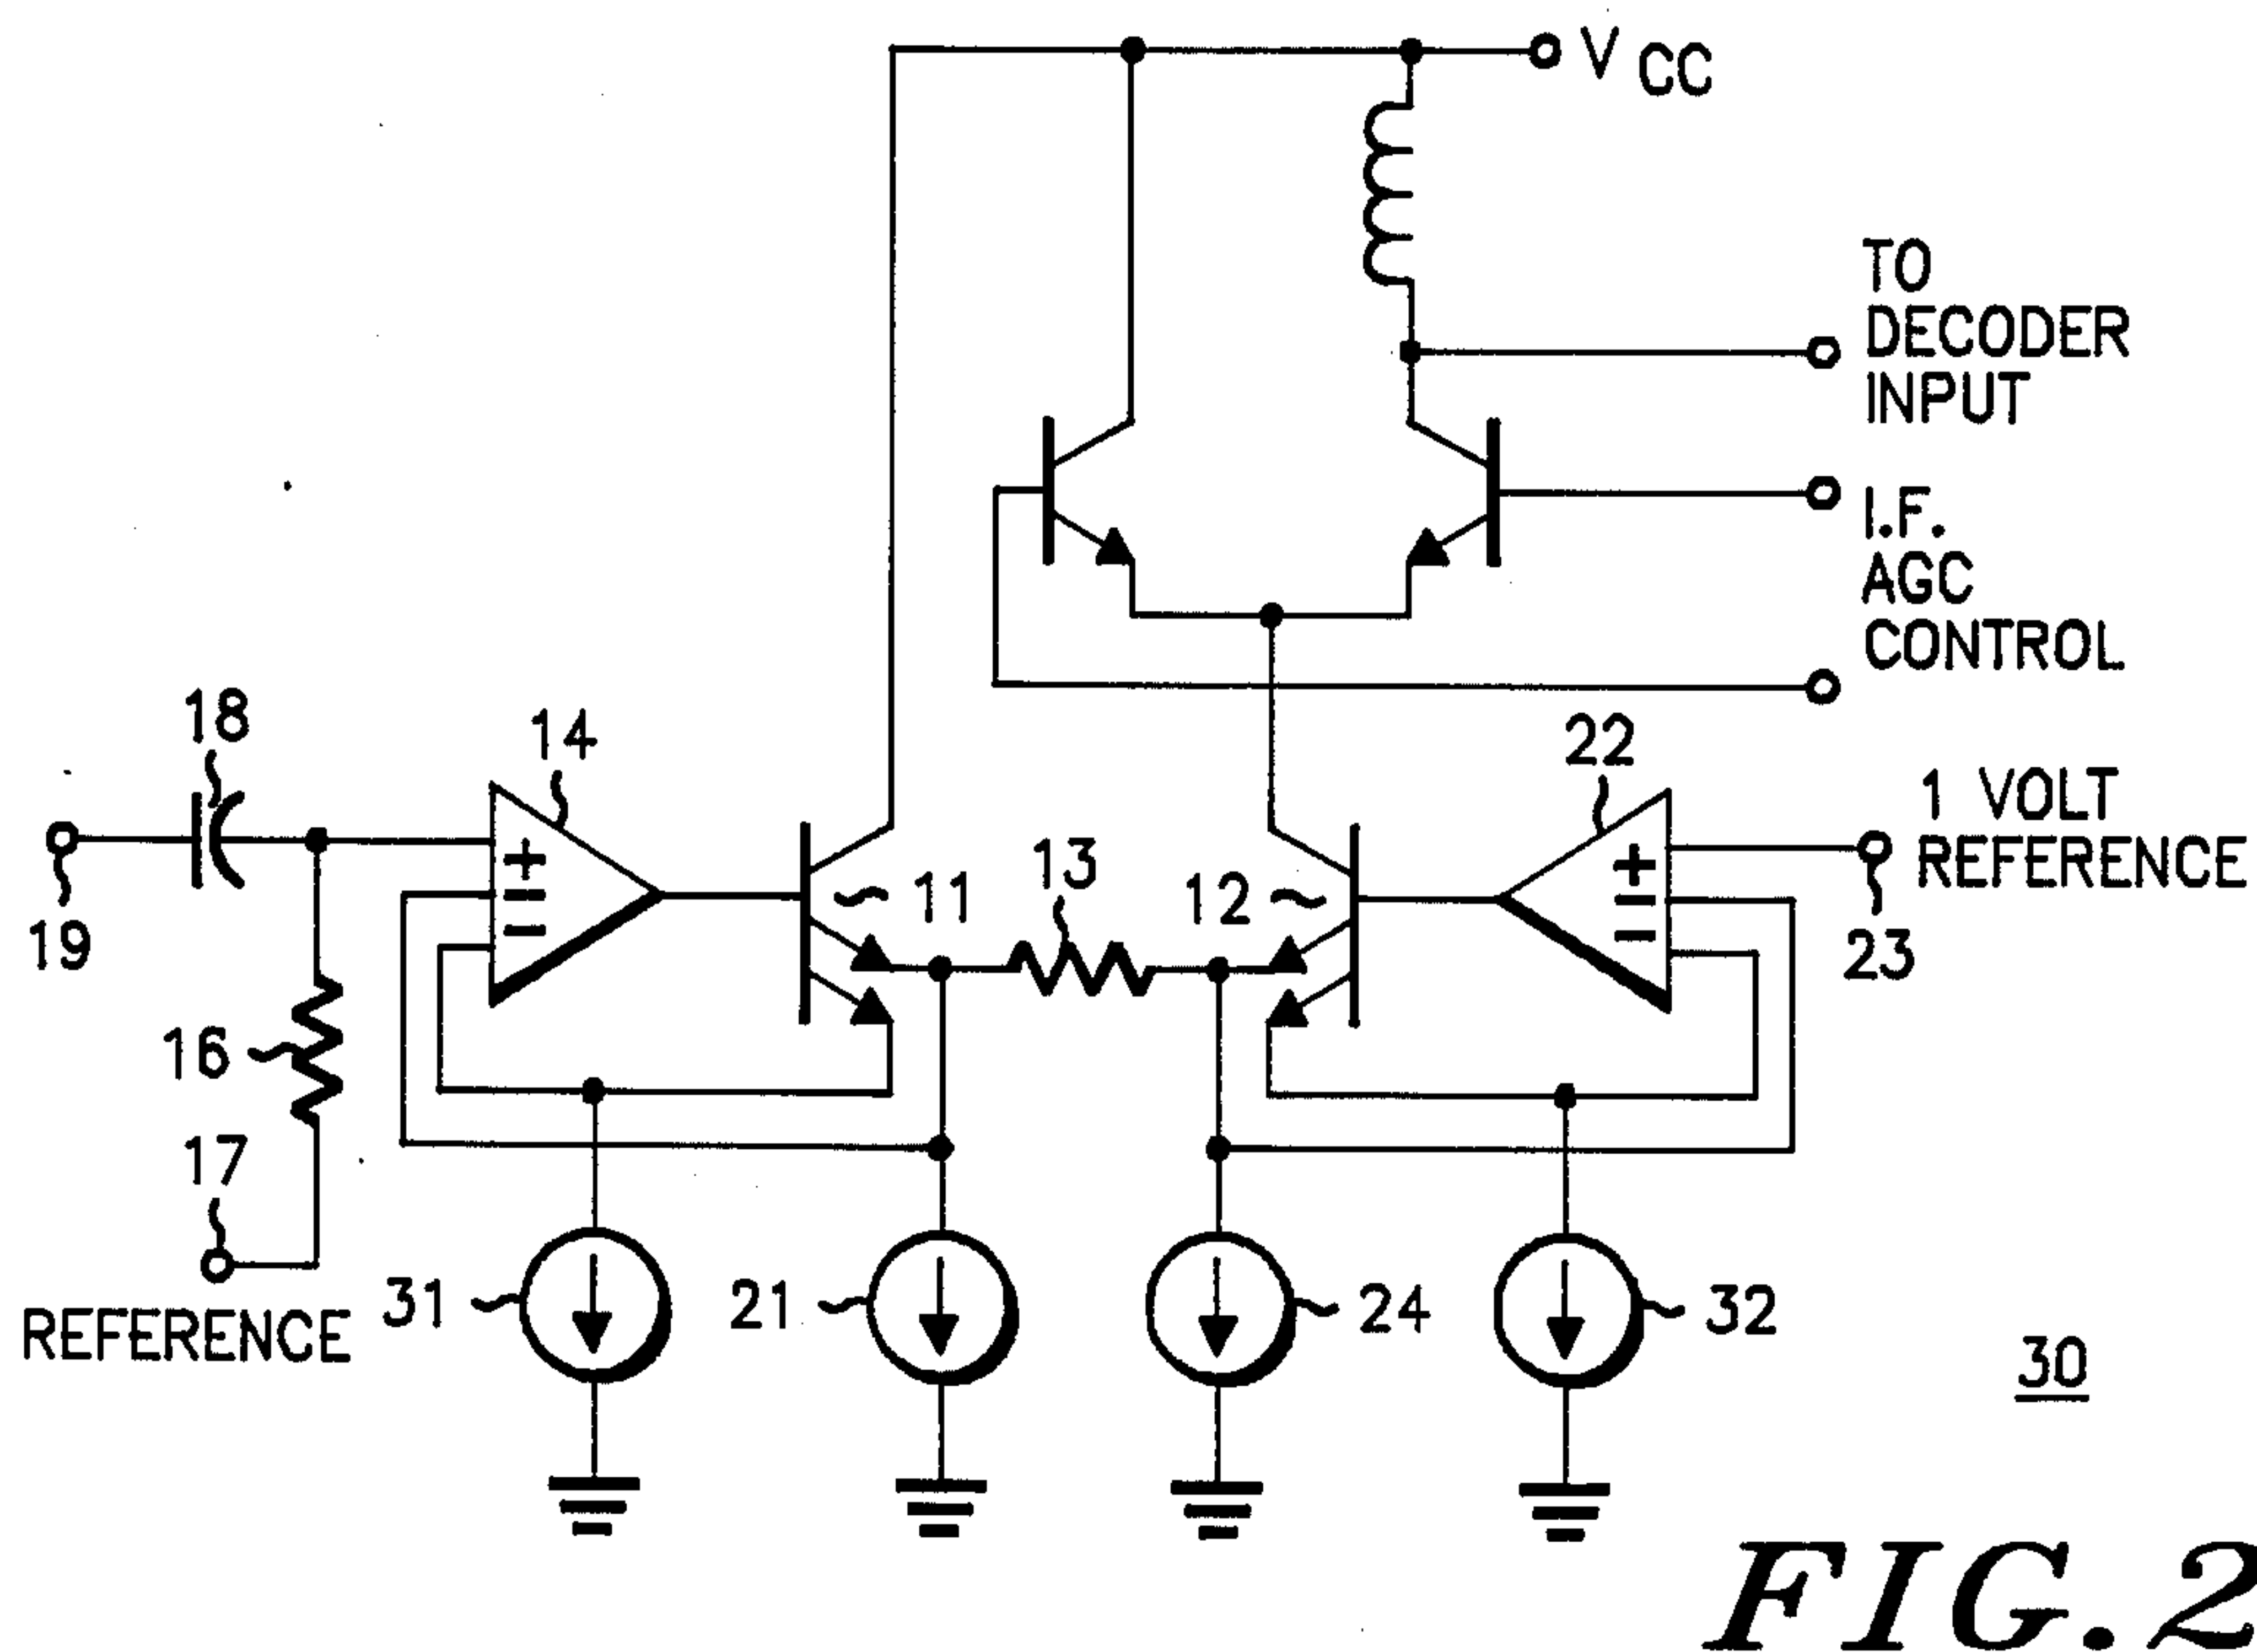 V CC
TO
DECODER
INPUT
I.F.
AGC
CONTROL
18
14
22
1 VOLT
REFERENCE
13
11
12
19
23
16
17
REFERENCE
31
21
24
32
30
FIG.2